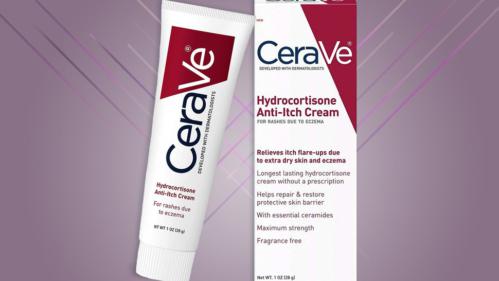 CeraVe®
DEVELOPED WITH DERMATOLOGISTS
Hydrocortisone
Anti-Itch Cream
For rashes due
to eczema
WT 1 OZ (28 g)
NEW
CeraVe®
DEVELOPED WITH DERMATOLOGISTS
Hydrocortisone
Anti-Itch Cream
FOR RASHES DUE TO ECZEMA
Relieves itch flare-ups due
to extra dry skin and eczema
Longest lasting hydrocortisone
cream without a prescription
Helps repair & restore
protective skin barrier
With essential ceramides
Maximum strength
Fragrance free
Net WT. 1 OZ (28 g)